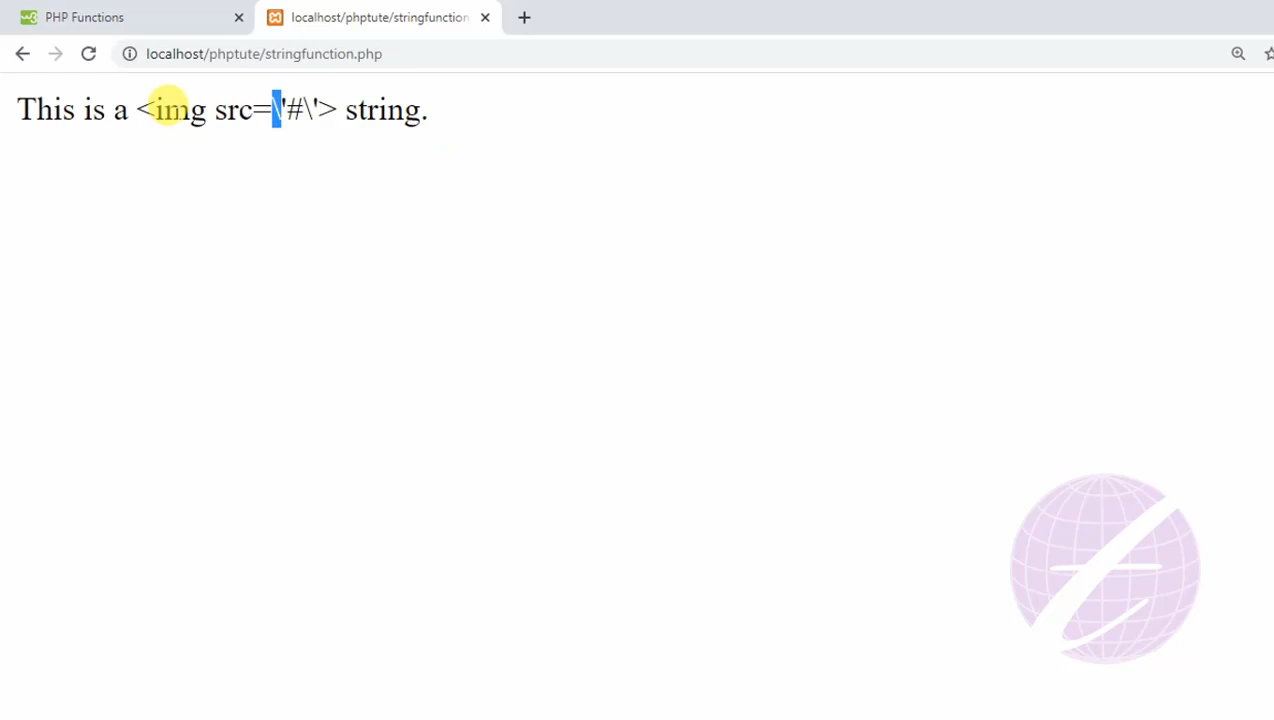 PHP Functions
localhost/phptute/stringfunction
localhost/phptute/stringfunction.php
This is a <img src=\'#\'> string.